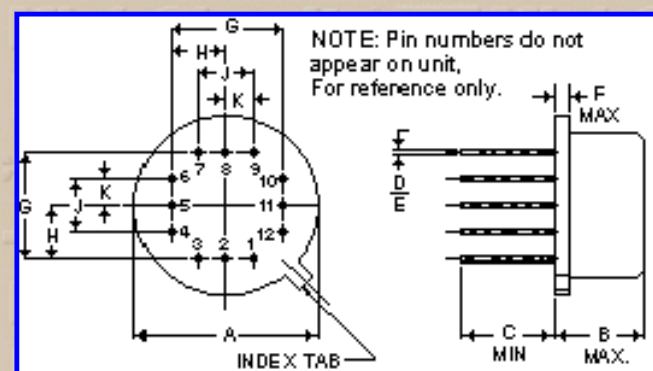 G
H
J
K
NOTE: Pin numbers do not
appear on unit,
For reference only.
F
MAX
7 8 9
6 10
5 11
4 12
3 2 1
G
H
J
K
D
E
A
INDEX TAB
C
MIN
B
MAX.